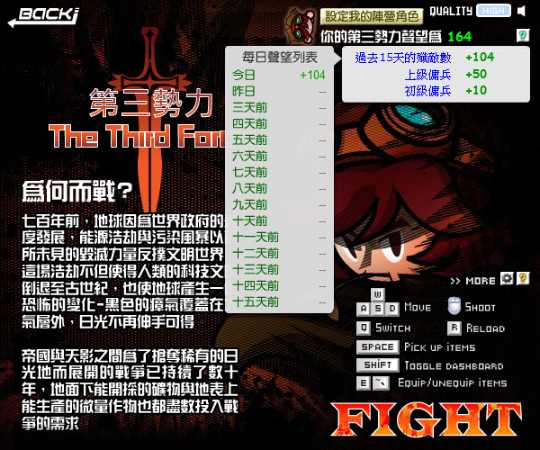 BACK
QUALITY HIGH
設定我的陣營角色
你的第三勢力聲望為 164
?
每日聲望列表
今日 +104
昨日 --
三天前 --
四天前 --
五天前 --
六天前 --
七天前 --
八天前 --
九天前 --
十天前 --
十一天前 --
十二天前 --
十三天前 --
十四天前 --
十五天前 --
過去15天的殲敵數 +104
上級傭兵 +50
初級傭兵 +10
第三勢力
The Third For
為何而戰?
七百年前，地球因為世界政府的
度發展，能源浩劫與污染風暴以
所未見的毀滅力量反撲文明世界
這場浩劫不但使得人類的科技文
倒退至古世紀，也使地球產生一
恐怖的變化-黑色的瘴氣覆蓋在
氣層外，日光不再伸手可得
帝國與天影之間為了搶奪稀有的日
光地而展開的戰爭已持續了數十
年，地面下能開採的礦物與地表上
能生產的微量作物也都盡數投入戰
爭的需求
>> MORE ?
W
A S D MOVE SHOOT
Q SWITCH R RELOAD
SPACE PICK UP ITEMS
SHIFT TOGGLE DASHBOARD
E EQUIP/UNEQUIP ITEMS
FIGHT